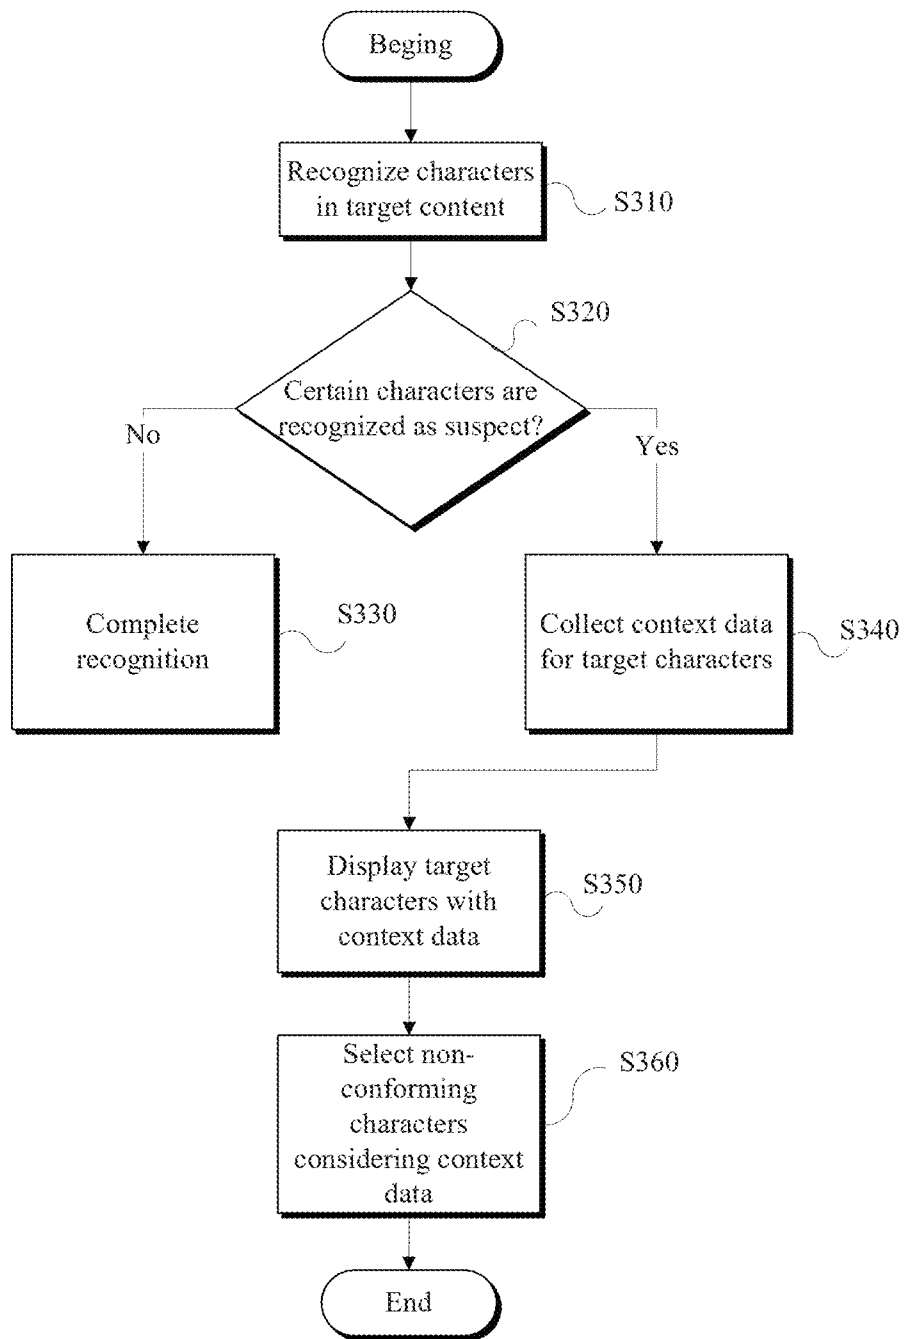 Beging
Recognize characters
in target content
S310
S320
Certain characters are
recognized as suspect?
No
Yes
Complete
recognition
S330
Collect context data
for target characters
S340
Display target
characters with
context data
S350
Select non-
conforming
characters
considering context
data
S360
End